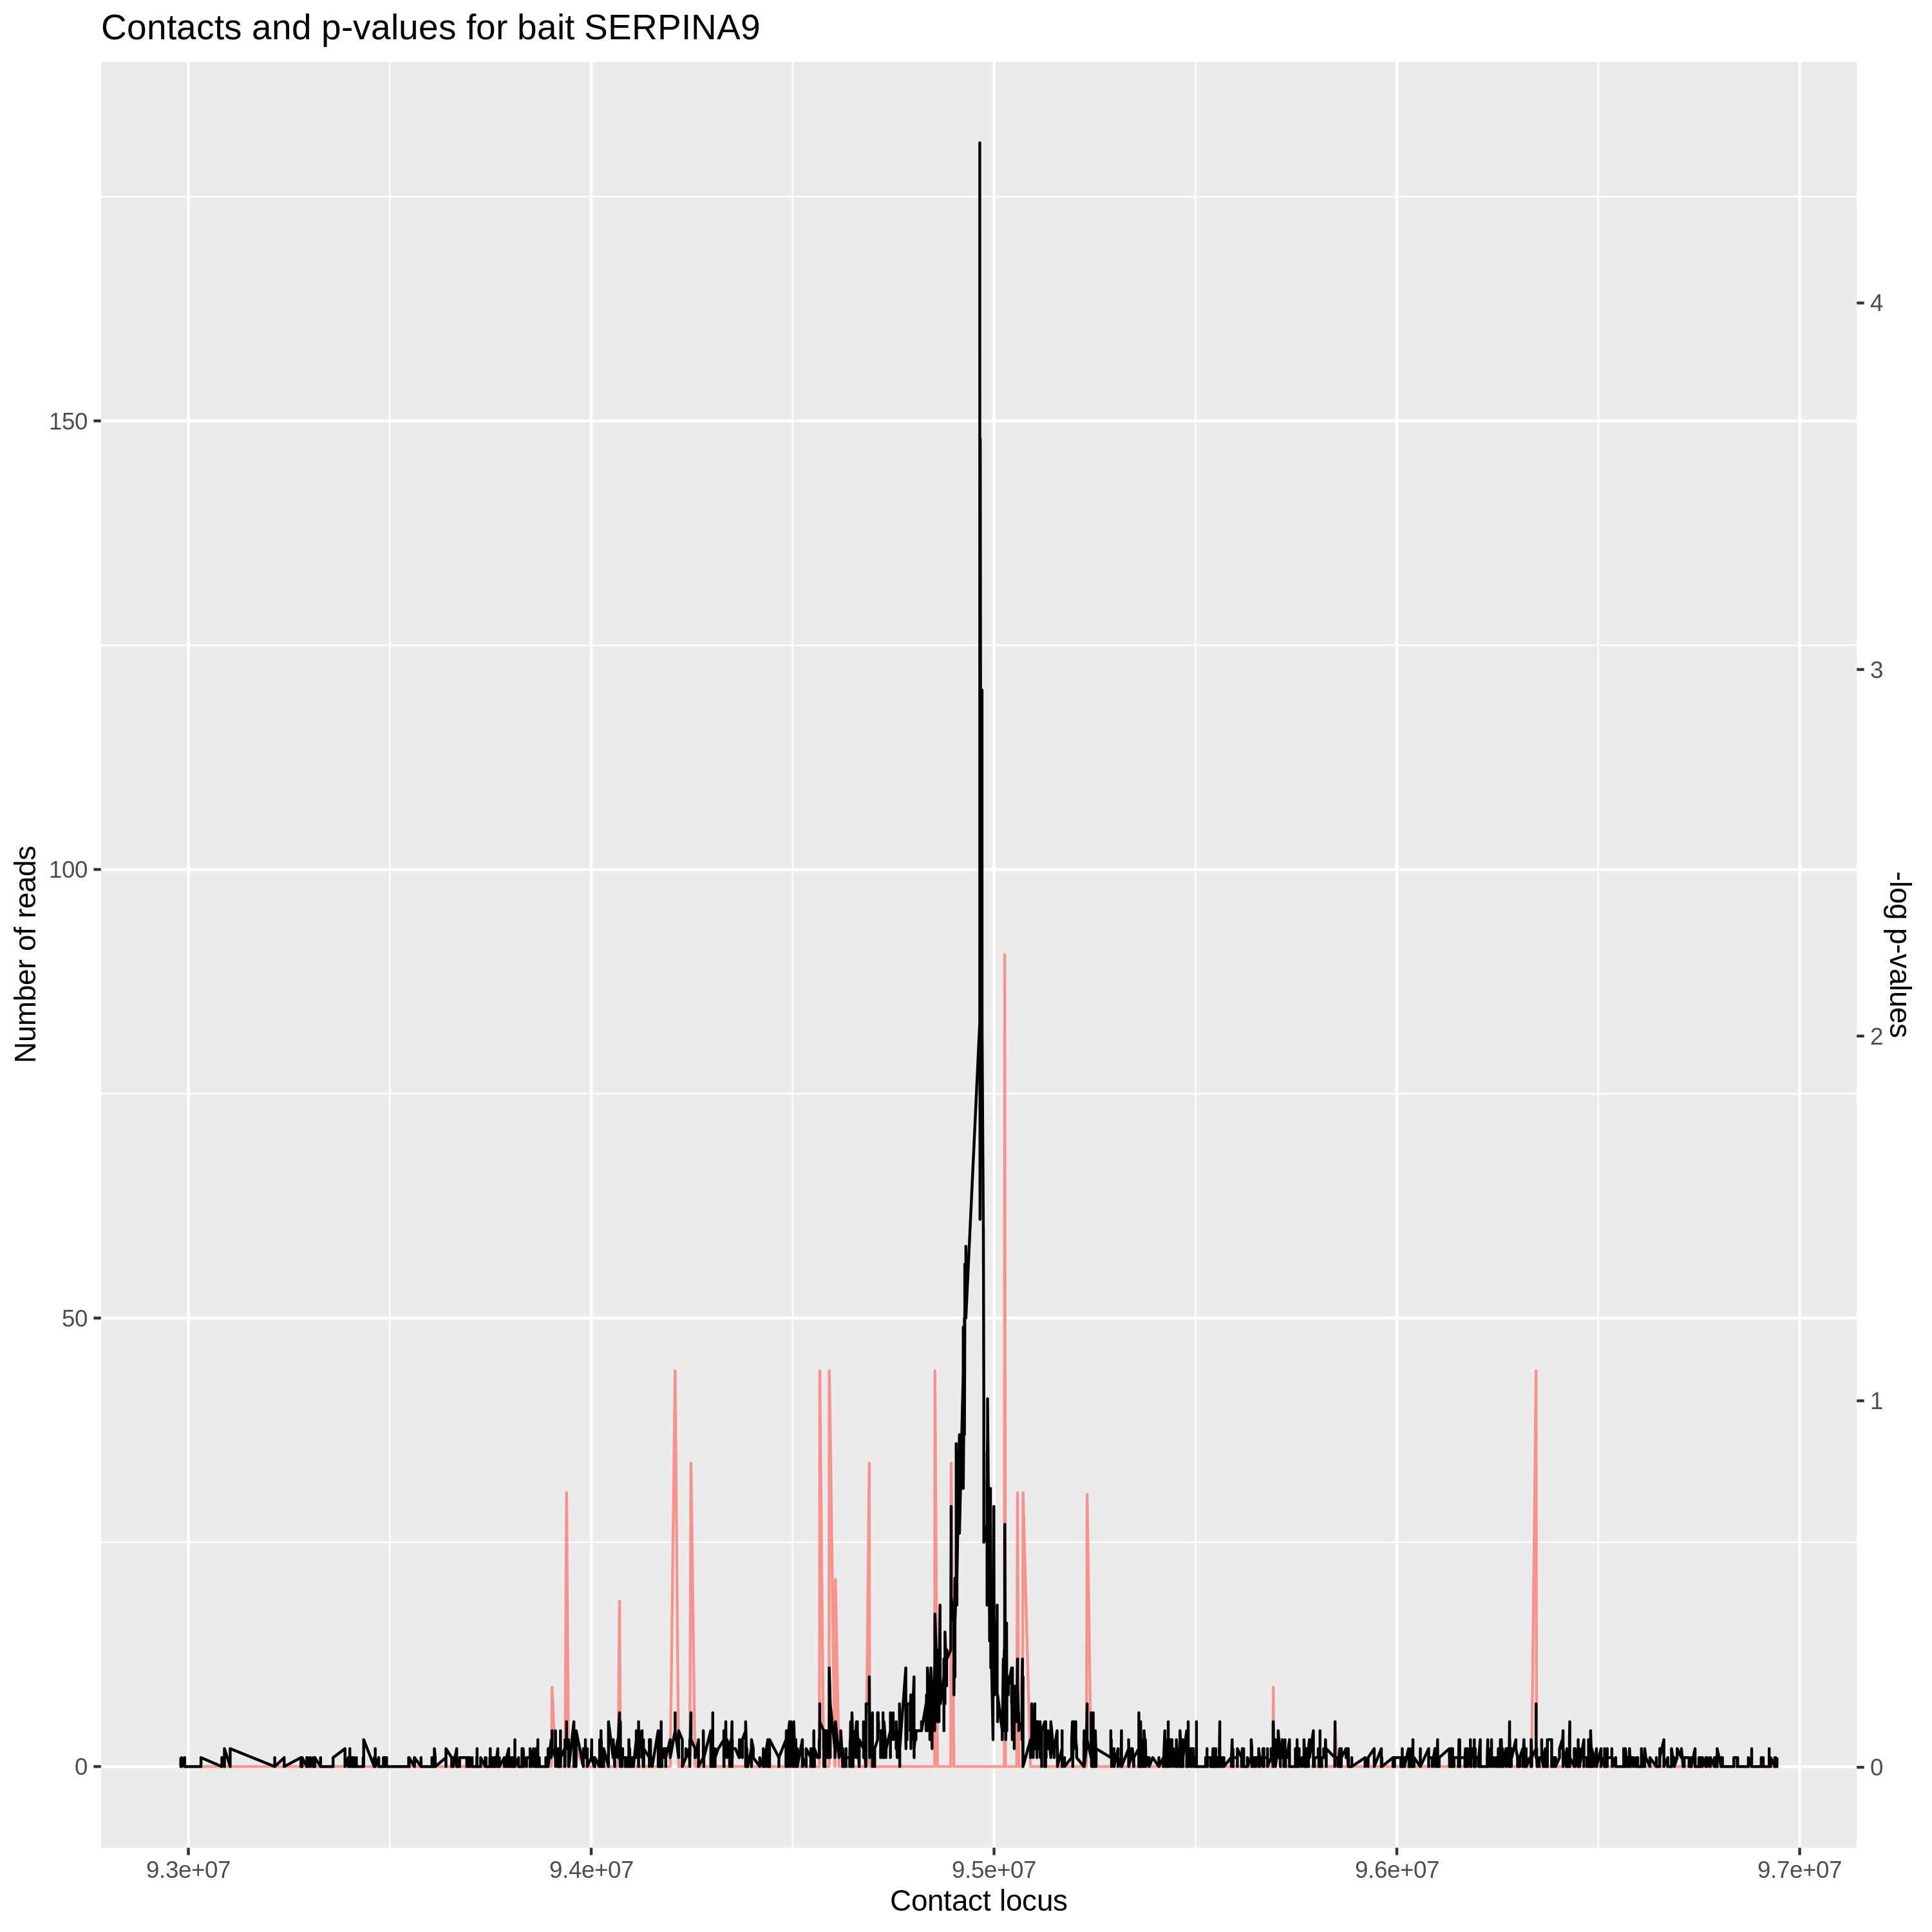 Contacts and p-values for bait SERPINA9
150
100
50
0
Number of reads
4
3
2
1
0
-log p-values
9.3e+07
9.4e+07
9.5e+07
9.6e+07
9.7e+07
Contact locus